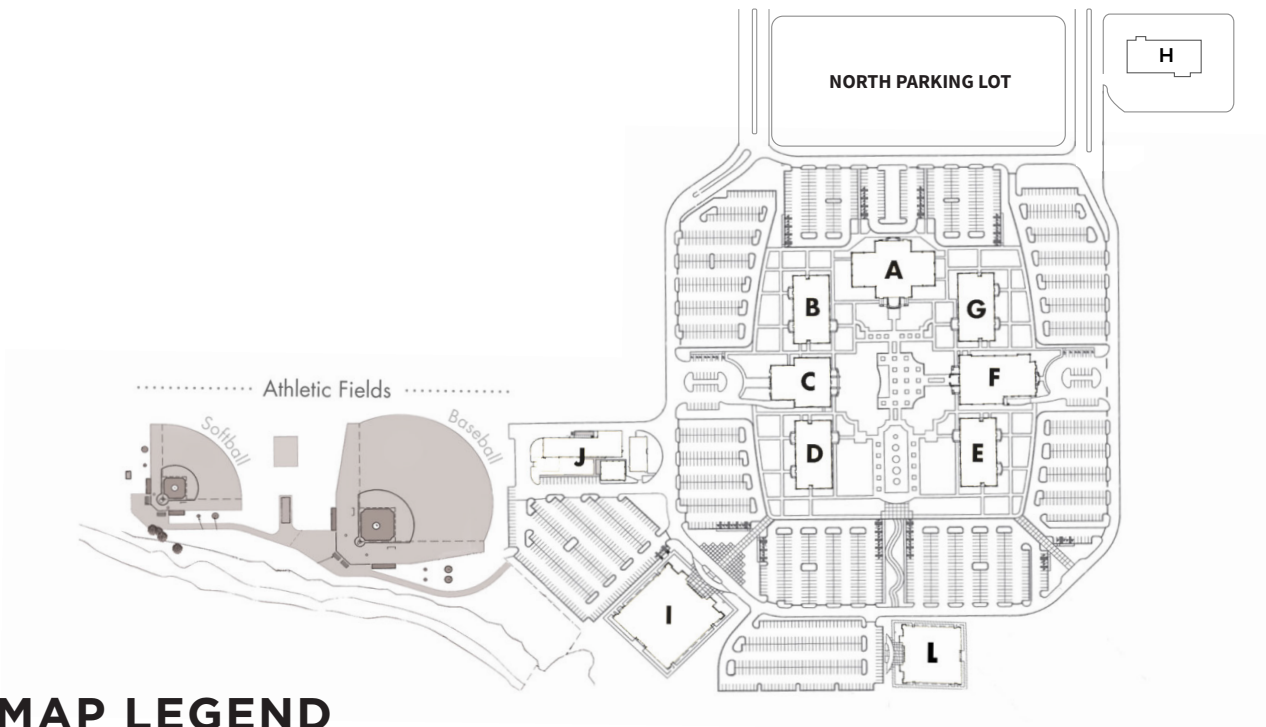 H
NORTH PARKING LOT
A
B
G
C
F
D
E
J
I
L
Athletic Fields
Softball
Baseball
MAP LEGEND